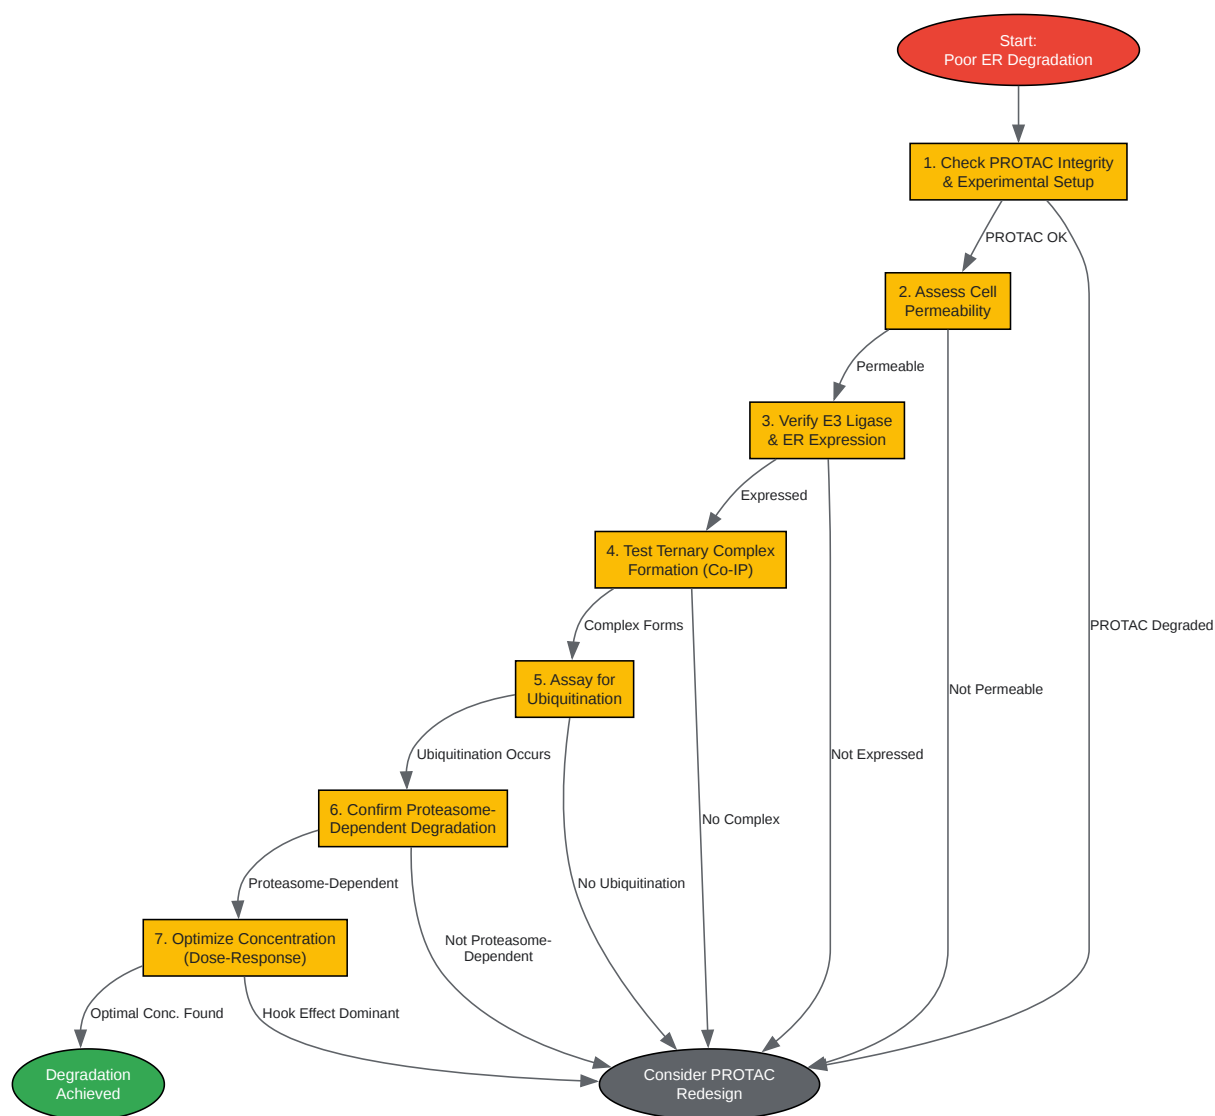 Start:
Poor ER Degradation
1. Check PROTAC Integrity
& Experimental Setup
PROTAC OK
2. Assess Cell
Permeability
Permeable
3. Verify E3 Ligase
& ER Expression
Expressed
4. Test Ternary Complex
Formation (Co-IP)
Complex Forms
PROTAC Degraded
5. Assay for
Ubiquitination
Not Permeable
Ubiquitination Occurs
Not Expressed
6. Confirm Proteasome-
Dependent Degradation
No Complex
Proteasome-Dependent
No Ubiquitination
7. Optimize Concentration
(Dose-Response)
Not Proteasome-
Dependent
Optimal Conc. Found
Hook Effect Dominant
Degradation
Achieved
Consider PROTAC
Redesign